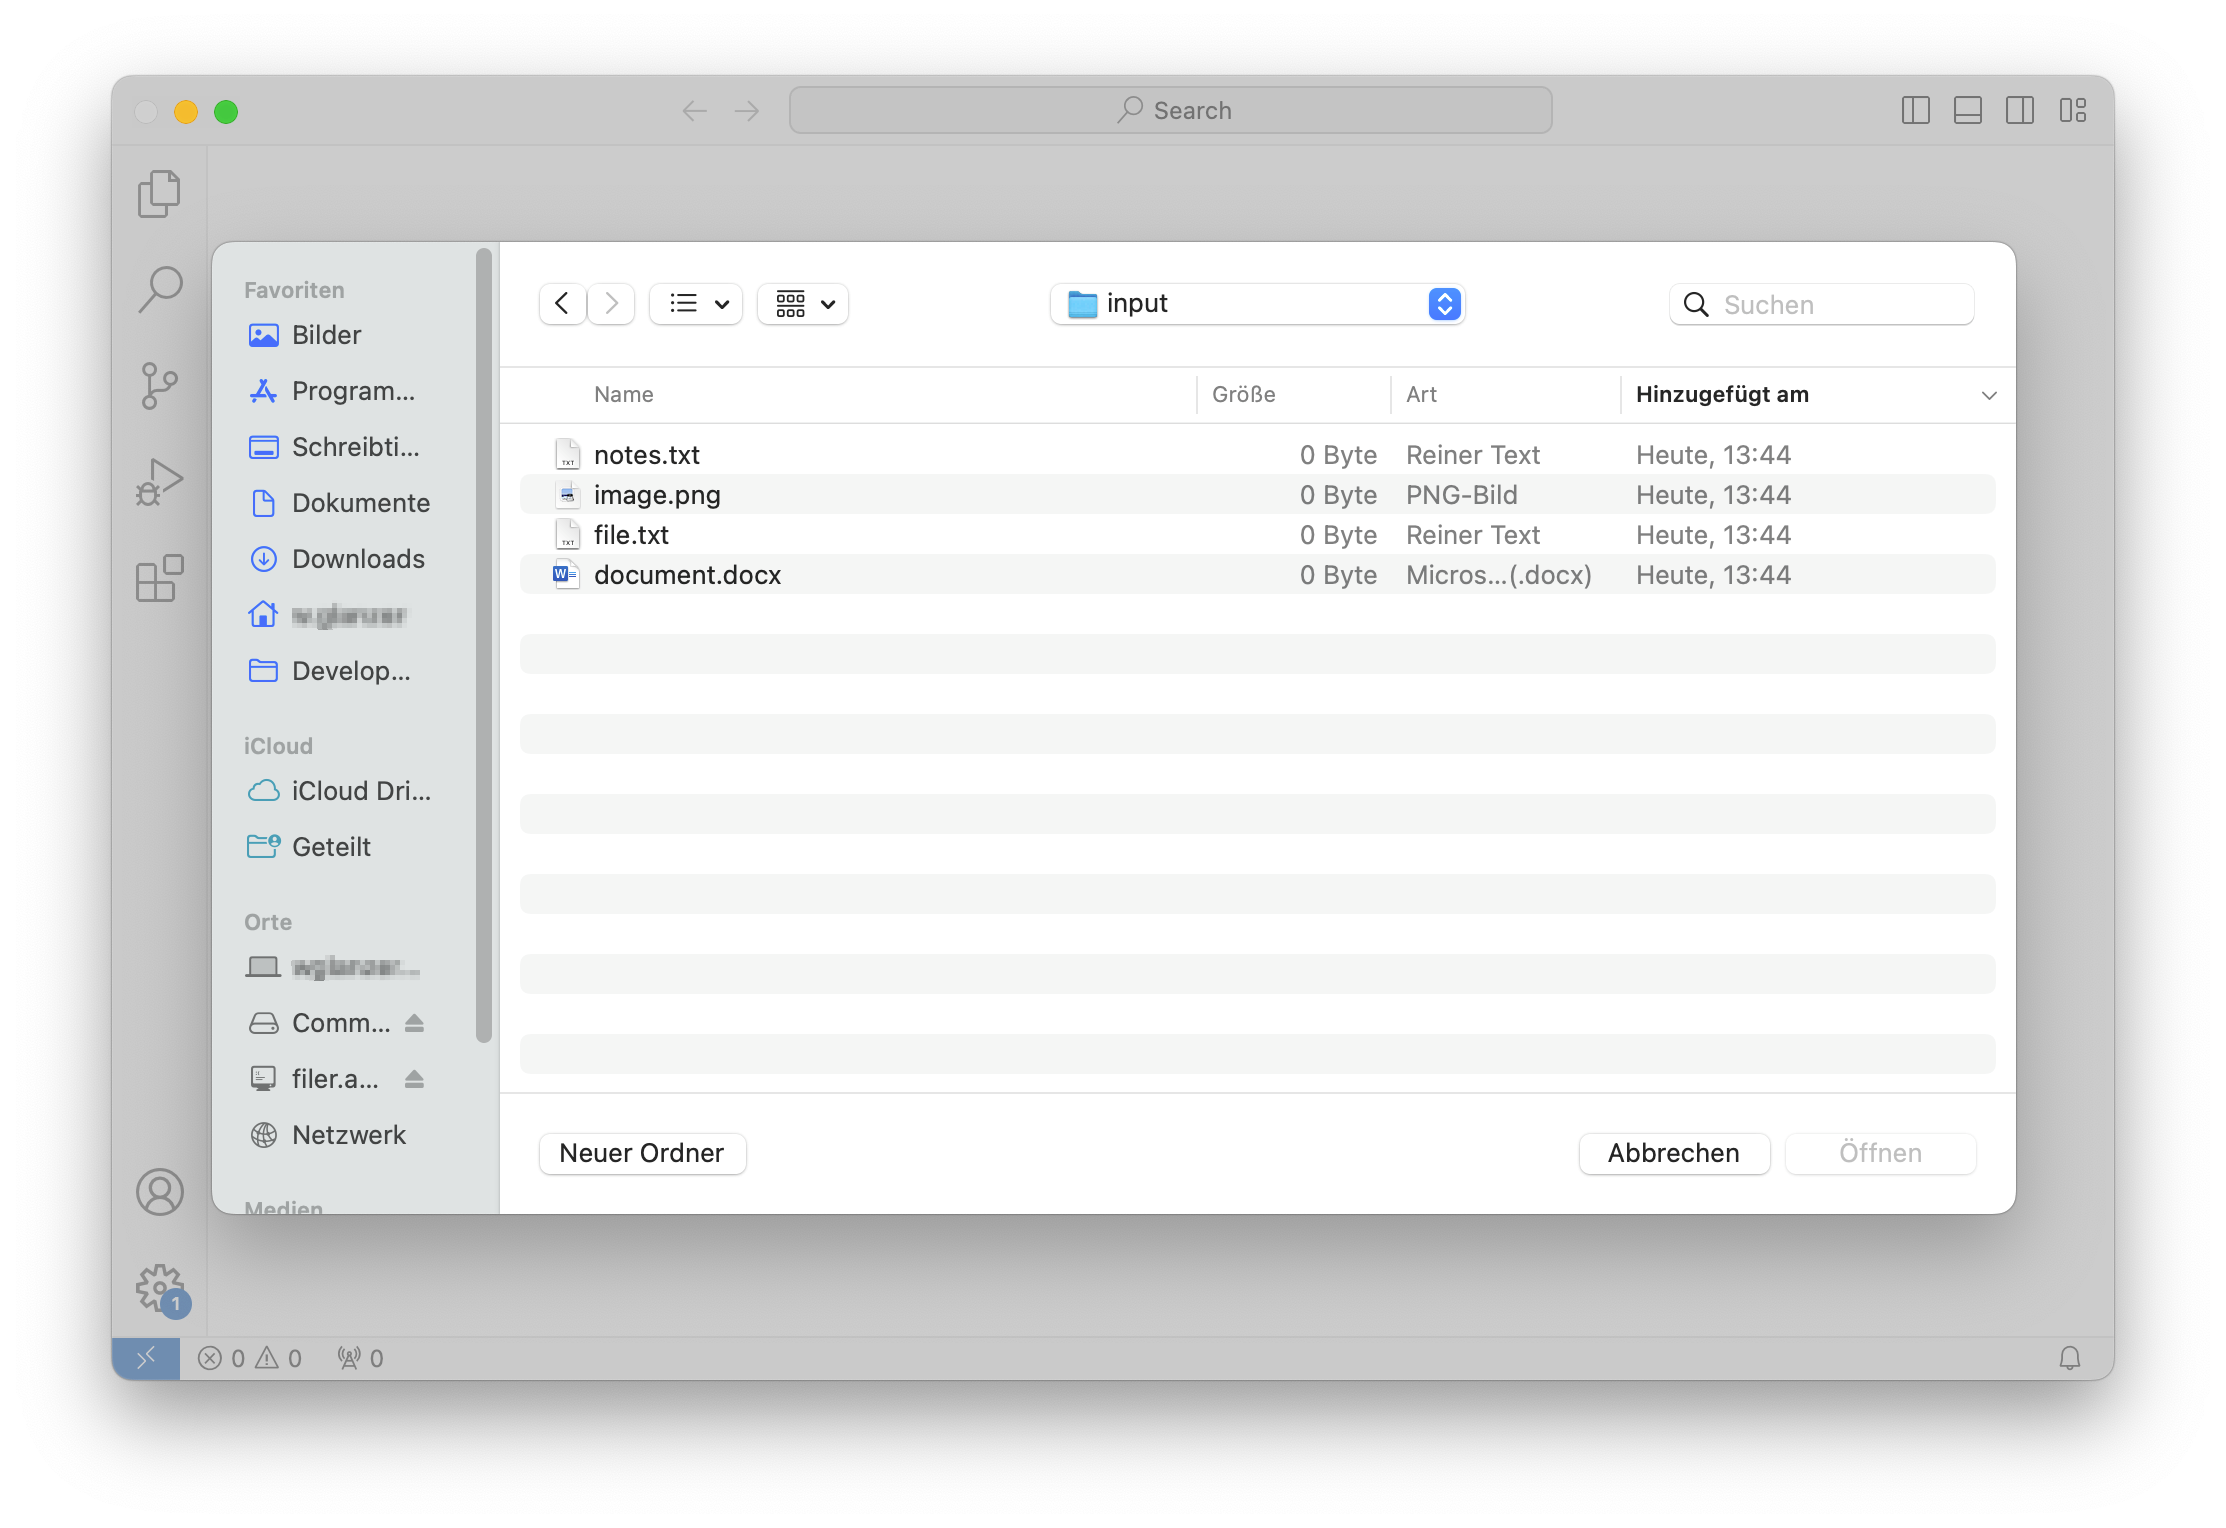 Search
Favoriten
Bilder
Program...
Schreibti...
Dokumente
Downloads
Develop...
iCloud
iCloud Dri...
Geteilt
Orte
Comm...
filer.a...
Netzwerk
Medien
input
Suchen
Name Größe Art Hinzugefügt am
notes.txt 0 Byte Reiner Text Heute, 13:44
image.png 0 Byte PNG-Bild Heute, 13:44
file.txt 0 Byte Reiner Text Heute, 13:44
document.docx 0 Byte Micros...(.docx) Heute, 13:44
Neuer Ordner Abbrechen Öffnen
1
0 0 0